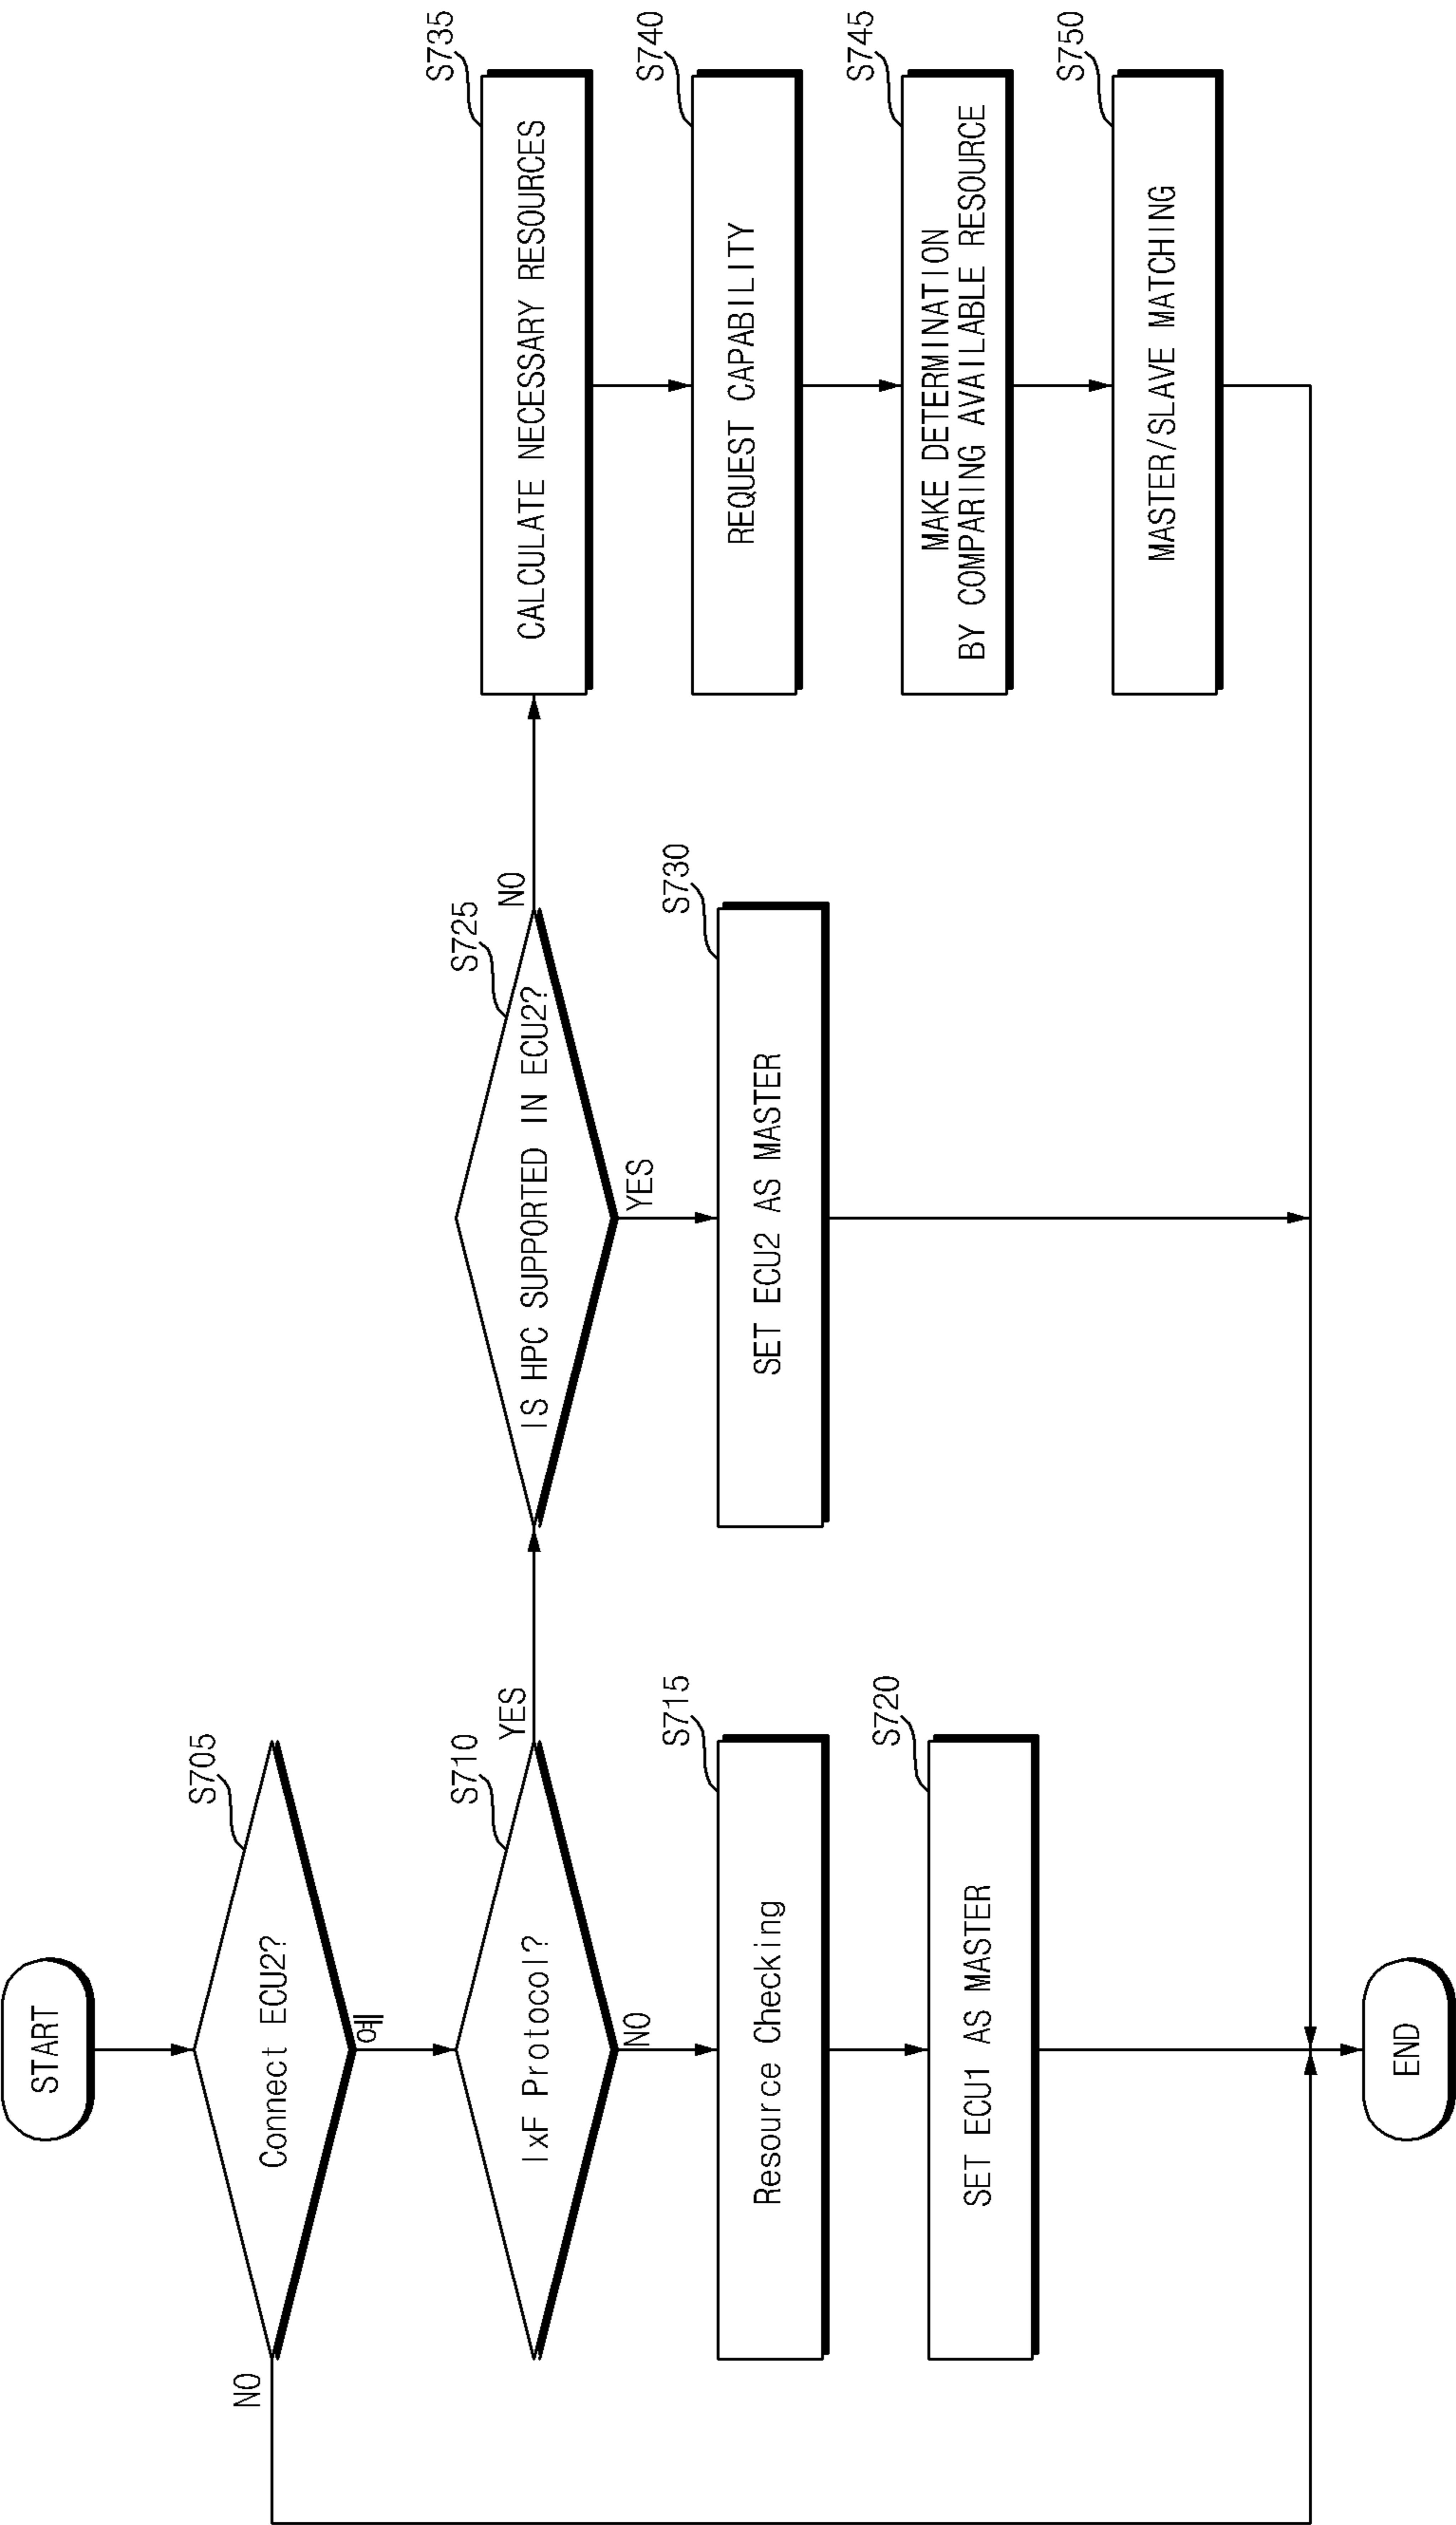 START
Connect ECU2?
S705
NO
예
IxF Protocol?
S710
YES
NO
Resource Checking
S715
SET ECU1 AS MASTER
S720
IS HPC SUPPORTED IN ECU2?
S725
NO
YES
SET ECU2 AS MASTER
S730
CALCULATE NECESSARY RESOURCES
S735
REQUEST CAPABILITY
S740
MAKE DETERMINATION
BY COMPARING AVAILABLE RESOURCE
S745
MASTER/SLAVE MATCHING
S750
END